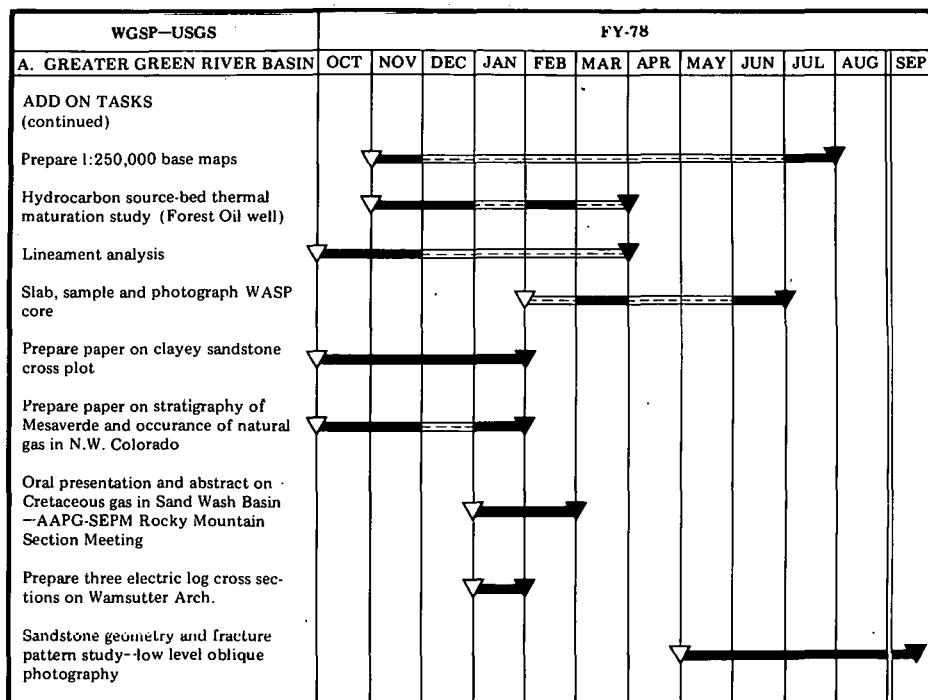 WGSP—USGS
FY-78
A. GREATER GREEN RIVER BASIN
OCT NOV DEC JAN FEB MAR APR MAY JUN JUL AUG SEP
ADD ON TASKS
(continued)
Prepare 1:250,000 base maps
Hydrocarbon source-bed thermal
maturation study (Forest Oil well)
Lineament analysis
Slab, sample and photograph WASP
core
Prepare paper on clayey sandstone
cross plot
Prepare paper on stratigraphy of
Mesaverde and occurance of natural
gas in N.W. Colorado
Oral presentation and abstract on
Cretaceous gas in Sand Wash Basin
—AAPG-SEPM Rocky Mountain
Section Meeting
Prepare three electric log cross sec-
tions on Wamsutter Arch.
Sandstone geometry and fracture
pattern study--low level oblique
photography